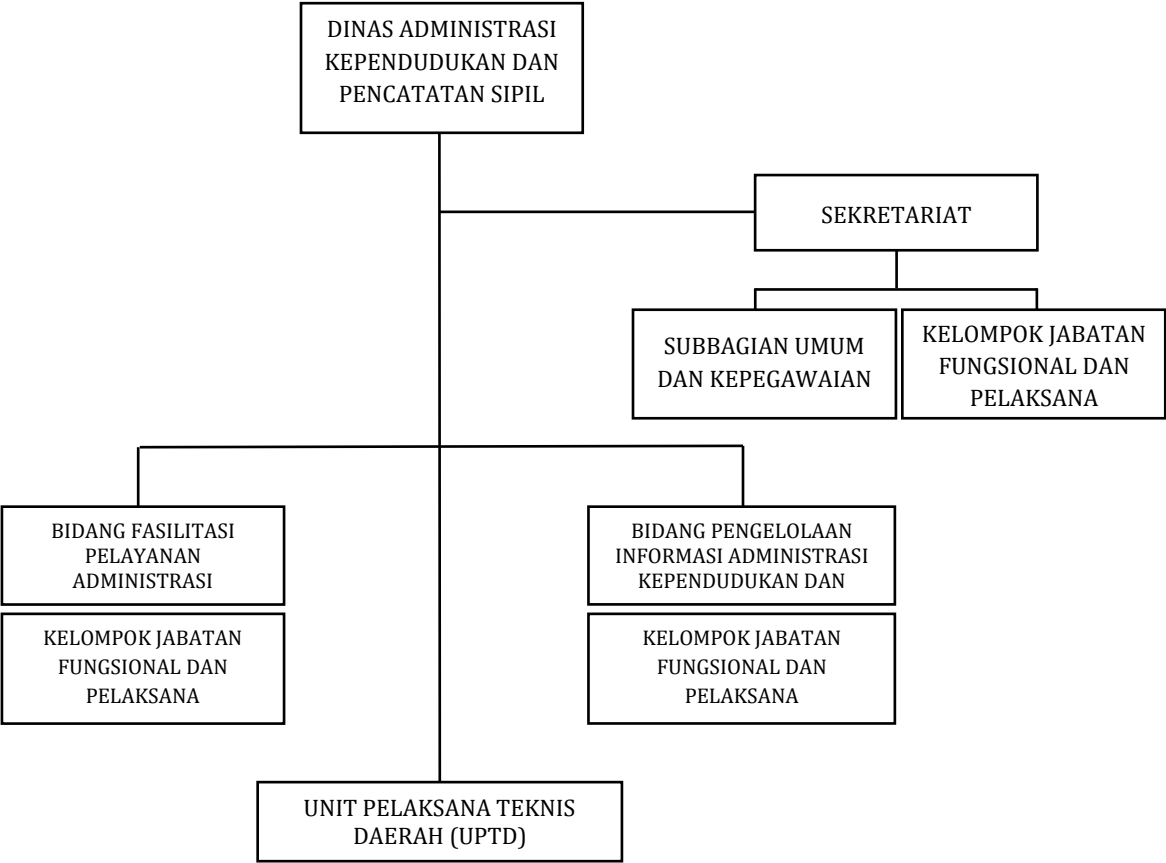 DINAS ADMINISTRASI
KEPENDUDUKAN DAN
PENCATATAN SIPIL
SEKRETARIAT
SUBBAGIAN UMUM
DAN KEPEGAWAIAN
KELOMPOK JABATAN
FUNGSIONAL DAN
PELAKSANA
BIDANG FASILITASI
PELAYANAN
ADMINISTRASI
KELOMPOK JABATAN
FUNGSIONAL DAN
PELAKSANA
BIDANG PENGELOLAAN
INFORMASI ADMINISTRASI
KEPENDUDUKAN DAN
KELOMPOK JABATAN
FUNGSIONAL DAN
PELAKSANA
UNIT PELAKSANA TEKNIS
DAERAH (UPTD)